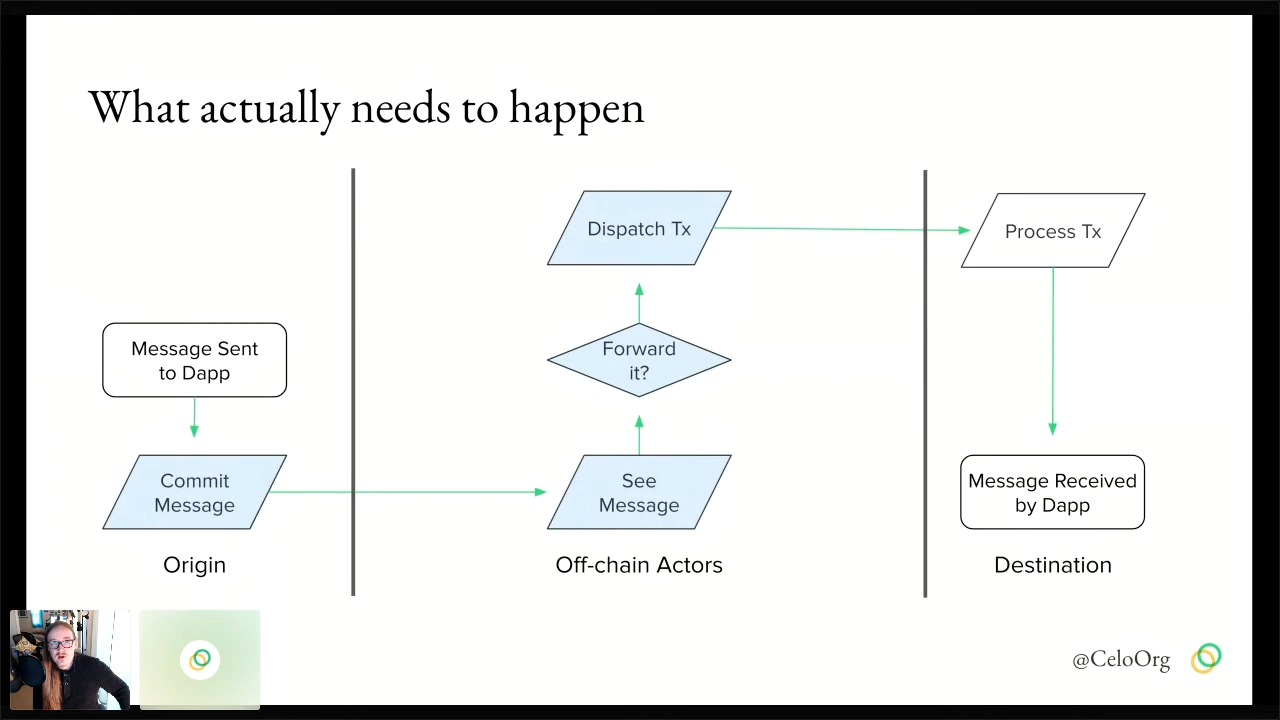 What actually needs to happen
Message Sent
to Dapp
Commit
Message
Origin
Dispatch Tx
Forward
it?
See
Message
Off-chain Actors
Process Tx
Message Received
by Dapp
Destination
@CeloOrg